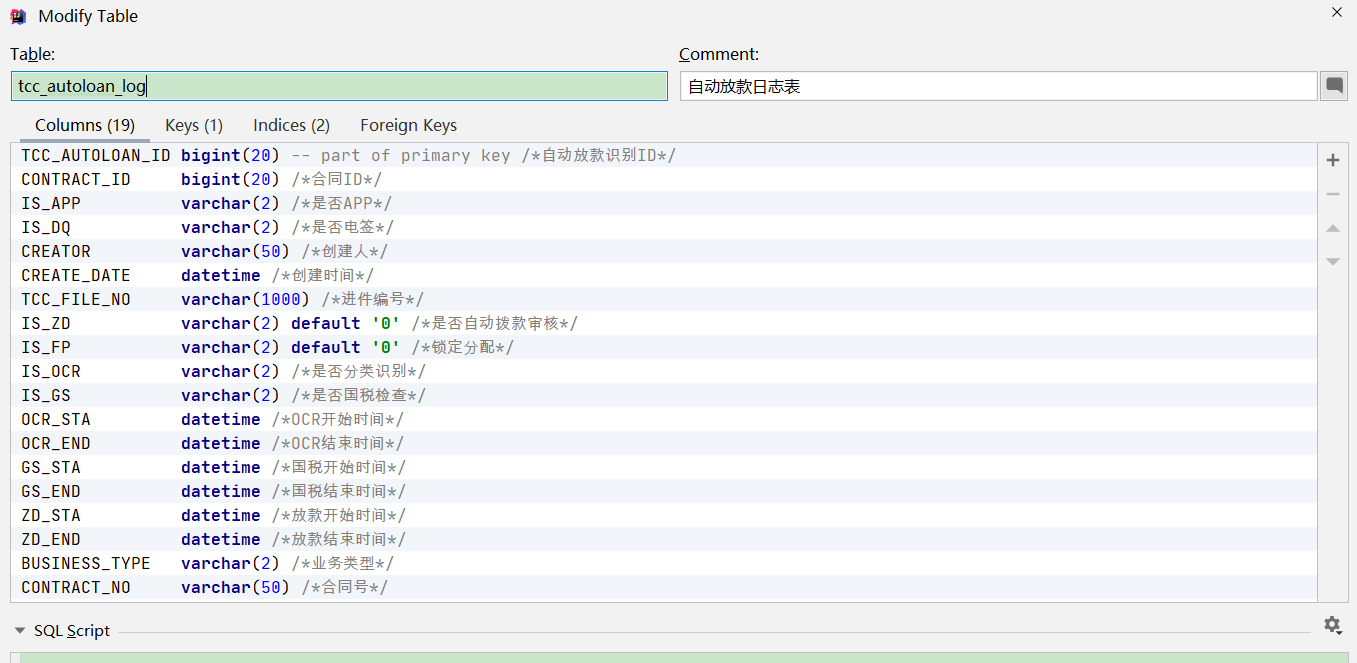 Modify Table
Table:
Comment:
tcc_autoloan_log
自动放款日志表
Columns (19) Keys (1) Indices (2) Foreign Keys
TCC_AUTOLOAN_ID bigint(20) -- part of primary key /*自动放款识别ID*/
CONTRACT_ID bigint(20) /*合同ID*/
IS_APP varchar(2) /*是否APP*/
IS_DQ varchar(2) /*是否电签*/
CREATOR varchar(50) /*创建人*/
CREATE_DATE datetime /*创建时间*/
TCC_FILE_NO varchar(1000) /*进件编号*/
IS_ZD varchar(2) default '0' /*是否自动拨款审核*/
IS_FP varchar(2) default '0' /*锁定分配*/
IS_OCR varchar(2) /*是否分类识别*/
IS_GS varchar(2) /*是否国税检查*/
OCR_STA datetime /*OCR开始时间*/
OCR_END datetime /*OCR结束时间*/
GS_STA datetime /*国税开始时间*/
GS_END datetime /*国税结束时间*/
ZD_STA datetime /*放款开始时间*/
ZD_END datetime /*放款结束时间*/
BUSINESS_TYPE varchar(2) /*业务类型*/
CONTRACT_NO varchar(50) /*合同号*/
SQL Script